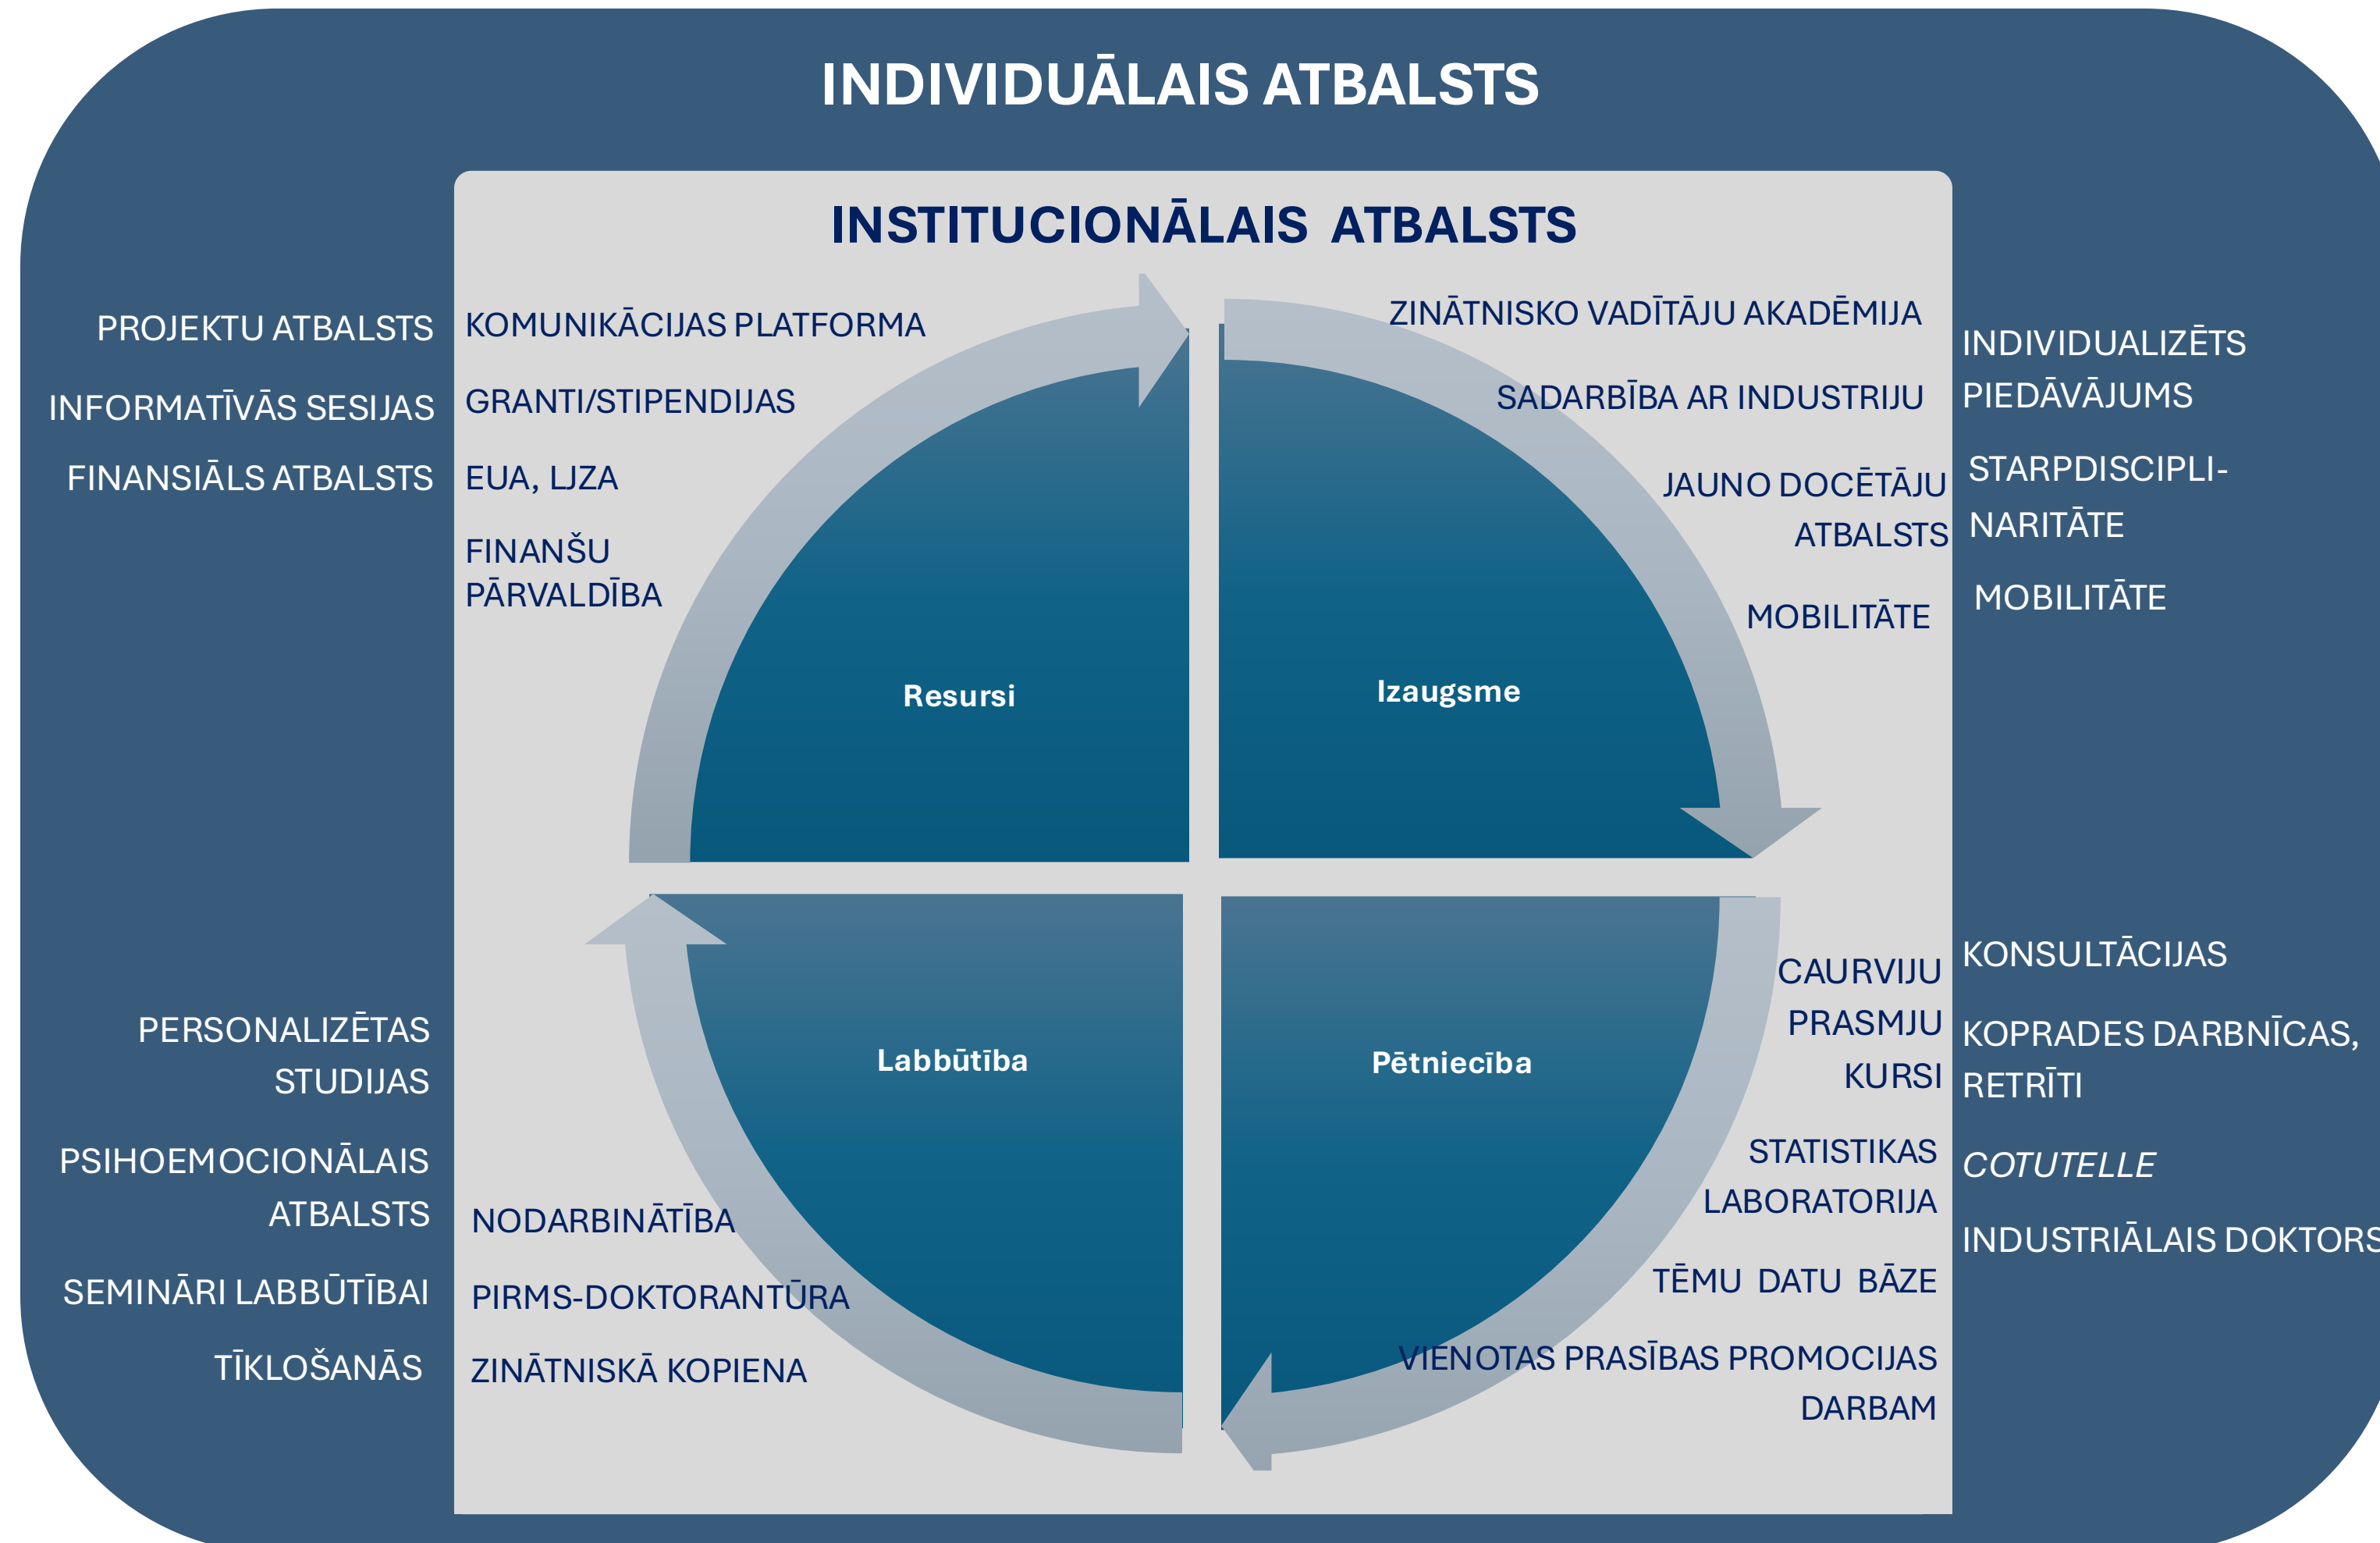 INDIVIDUĀLAIS ATBALSTS
INSTITUCIONĀLAIS ATBALSTS
PROJEKTU ATBALSTS
INFORMATĪVĀS SESIJAS
FINANSIĀLS ATBALSTS
KOMUNIKĀCIJAS PLATFORMA
GRANTI/STIPENDIJAS
EUA, LJZA
FINANŠU
PĀRVALDĪBA
Resursi
ZINĀTNISKO VADĪTĀJU AKADĒMIJA
SADARBĪBA AR INDUSTRIJU
JAUNO DOCĒTĀJU
ATBALSTS
MOBILITĀTE
Izaugsme
INDIVIDUALIZĒTS
PIEDĀVĀJUMS
STARPDISCIPLI-
NARITĀTE
MOBILITĀTE
PERSONALIZĒTAS
STUDIJAS
PSIHOEMOCIONĀLAIS
ATBALSTS
SEMINĀRI LABBŪTĪBAI
TĪKLOŠANĀS
Labbūtība
NODARBINĀTĪBA
PIRMS-DOKTORANTŪRA
ZINĀTNISKĀ KOPIENA
Pētniecība
CAURVIJU
PRASMJU
KURSI
STATISTIKAS
LABORATORIJA
TĒMU DATU BĀZE
VIENOTAS PRASĪBAS PROMOCIJAS
DARBAM
KONSULTĀCIJAS
KOPRADES DARBNĪCAS,
RETRĪTI
COTUTELLE
INDUSTRIĀLAIS DOKTORS